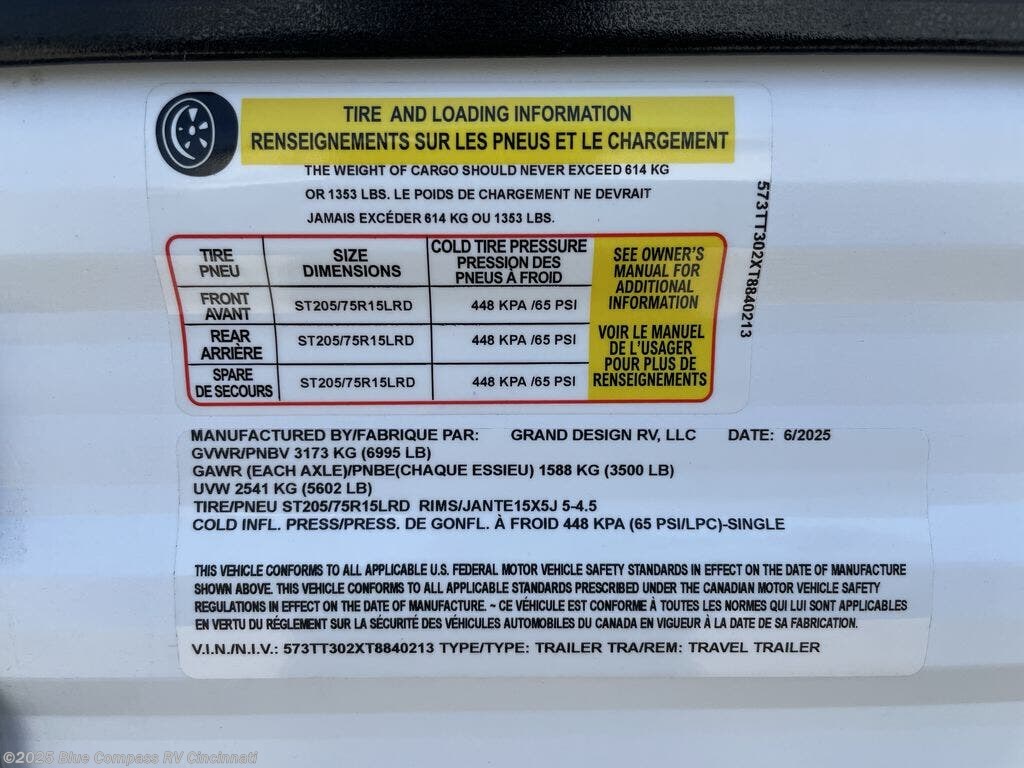 TIRE AND LOADING INFORMATION
RENSEIGNEMENTS SUR LES PNEUS ET LE CHARGEMENT
THE WEIGHT OF CARGO SHOULD NEVER EXCEED 614 KG
OR 1353 LBS. LE POIDS DE CHARGEMENT NE DEVRAIT
JAMAIS EXCÉDER 614 KG OU 1353 LBS.
TIRE
PNEU
SIZE
DIMENSIONS
COLD TIRE PRESSURE
PRESSION DES
PNEUS À FROID
FRONT
AVANT
ST205/75R15LRD
448 KPA /65 PSI
REAR
ARRIÈRE
ST205/75R15LRD
448 KPA /65 PSI
SPARE
DE SECOURS
ST205/75R15LRD
448 KPA /65 PSI
SEE OWNER'S
MANUAL FOR
ADDITIONAL
INFORMATION
VOIR LE MANUEL
DE L'USAGER
POUR PLUS DE
RENSEIGNEMENTS
573TT302XT8840213
MANUFACTURED BY/FABRIQUE PAR: GRAND DESIGN RV, LLC DATE: 6/2025
GVWR/PNBV 3173 KG (6995 LB)
GAWR (EACH AXLE)/PNBE(CHAQUE ESSIEU) 1588 KG (3500 LB)
UVW 2541 KG (5602 LB)
TIRE/PNEU ST205/75R15LRD RIMS/JANTE15X5J 5-4.5
COLD INFL. PRESS/PRESS. DE GONFL. À FROID 448 KPA (65 PSI/LPC)-SINGLE
THIS VEHICLE CONFORMS TO ALL APPLICABLE U.S. FEDERAL MOTOR VEHICLE SAFETY STANDARDS IN EFFECT ON THE DATE OF MANUFACTURE
SHOWN ABOVE. THIS VEHICLE CONFORMS TO ALL APPLICABLE STANDARDS PRESCRIBED UNDER THE CANADIAN MOTOR VEHICLE SAFETY
REGULATIONS IN EFFECT ON THE DATE OF MANUFACTURE. ~ CE VÉHICULE EST CONFORME À TOUTES LES NORMES QUI LUI SONT APPLICABLES
EN VERTU DU RÉGLEMENT SUR LA SÉCURITÉ DES VÉHICULES AUTOMOBILES DU CANADA EN VIGUEUR À LA DATE DE SA FABRICATION.
V.I.N./N.I.V.: 573TT302XT8840213 TYPE/TYPE: TRAILER TRA/REM: TRAVEL TRAILER
©2025 Blue Compass RV Cincinnati